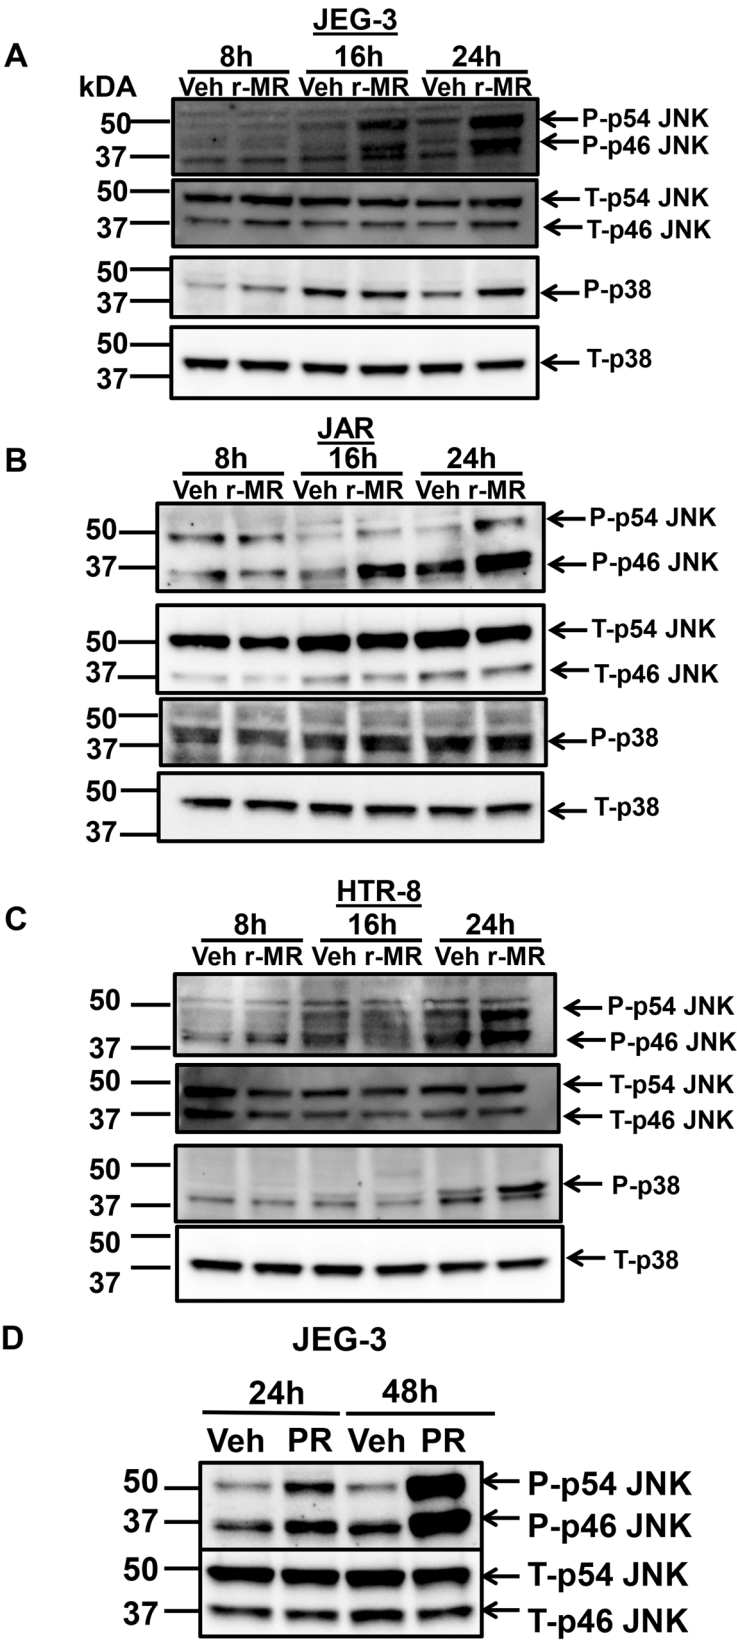 A
JEG-3
8h 16h 24h
kDA Veh r-MR Veh r-MR Veh r-MR
50 P-p54 JNK
37 P-p46 JNK
50 T-p54 JNK
37 T-p46 JNK
50
37 P-p38
50
37 T-p38
B
JAR
8h 16h 24h
Veh r-MR Veh r-MR Veh r-MR
50 P-p54 JNK
37 P-p46 JNK
50 T-p54 JNK
37 T-p46 JNK
50
37 P-p38
50
37 T-p38
C
HTR-8
8h 16h 24h
Veh r-MR Veh r-MR Veh r-MR
50 P-p54 JNK
37 P-p46 JNK
50 T-p54 JNK
37 T-p46 JNK
50
37 P-p38
50
37 T-p38
D
JEG-3
24h 48h
Veh PR Veh PR
50 P-p54 JNK
37 P-p46 JNK
50 T-p54 JNK
37 T-p46 JNK